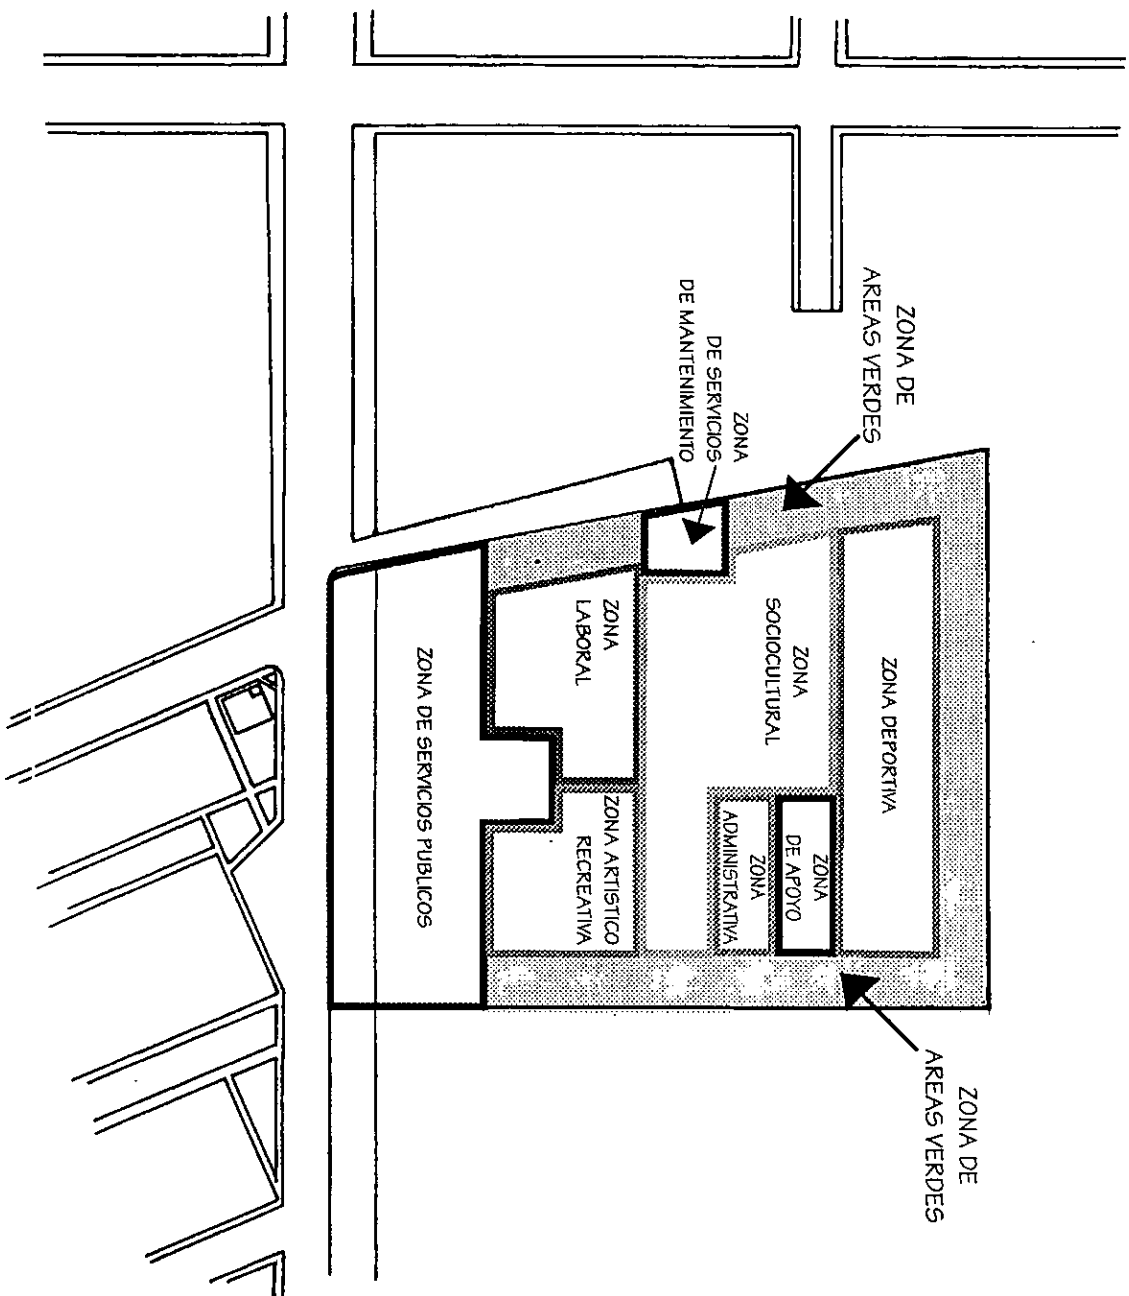 ZONA DE
AREAS VERDES
ZONA
DE SERVICIOS
DE MANTENIMIENTO
ZONA DEPORTIVA
ZONA
SOCIOCULTURAL
ZONA
DE APOYO
ZONA
ADMINISTRATIVA
ZONA
LABORAL
ZONA ARTISTICO
RECREATIVA
ZONA DE SERVICIOS PUBLICOS
ZONA DE
AREAS VERDES